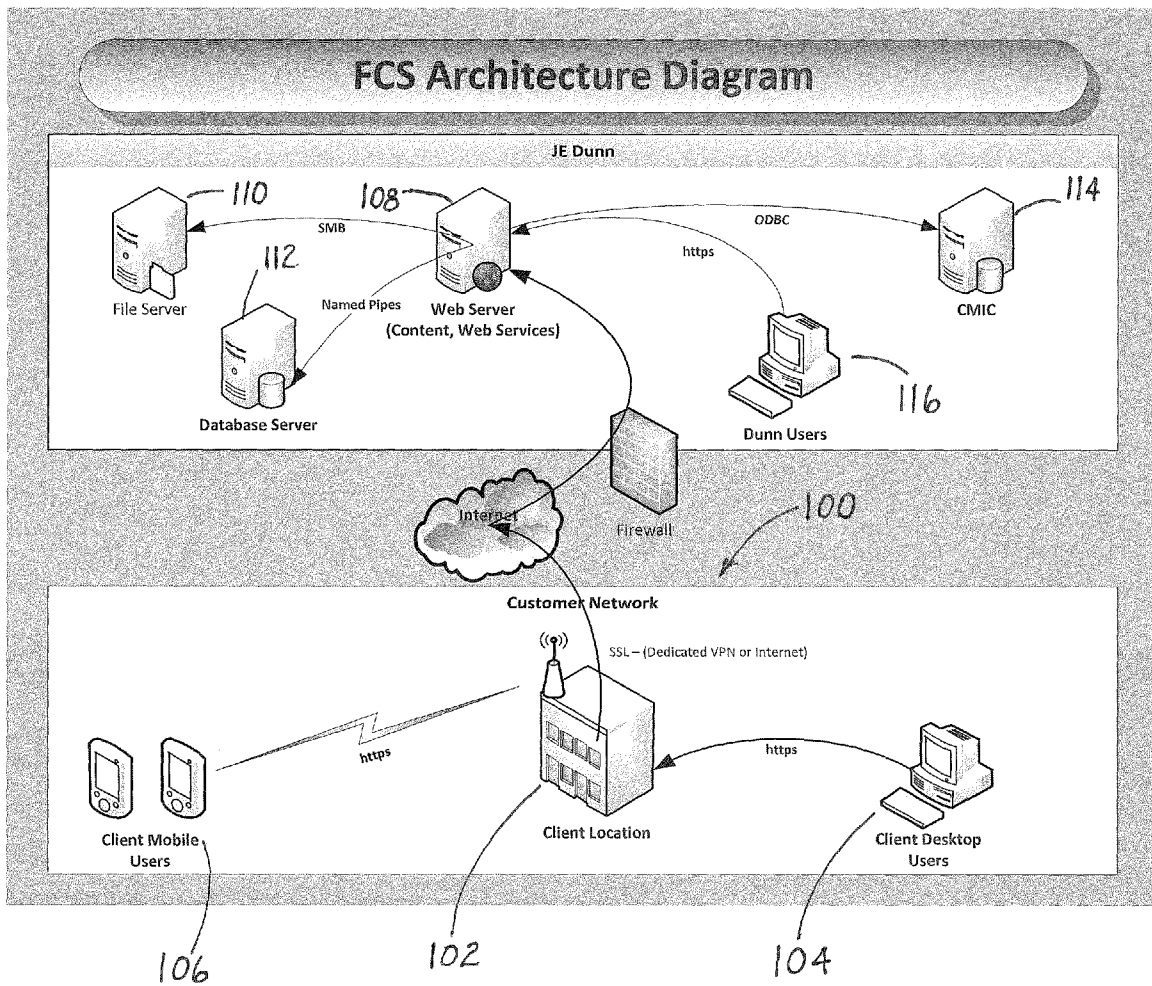 FCS Architecture Diagram
JE Dunn
110
108
114
SMB
ODBC
https
112
File Server
Named Pipes
Web Server
(Content, Web Services)
CMIC
116
Database Server
Dunn Users
Internet
Firewall
100
Customer Network
SSL – (Dedicated VPN or Internet)
https
https
Client Mobile
Users
Client Location
Client Desktop
Users
106
102
104